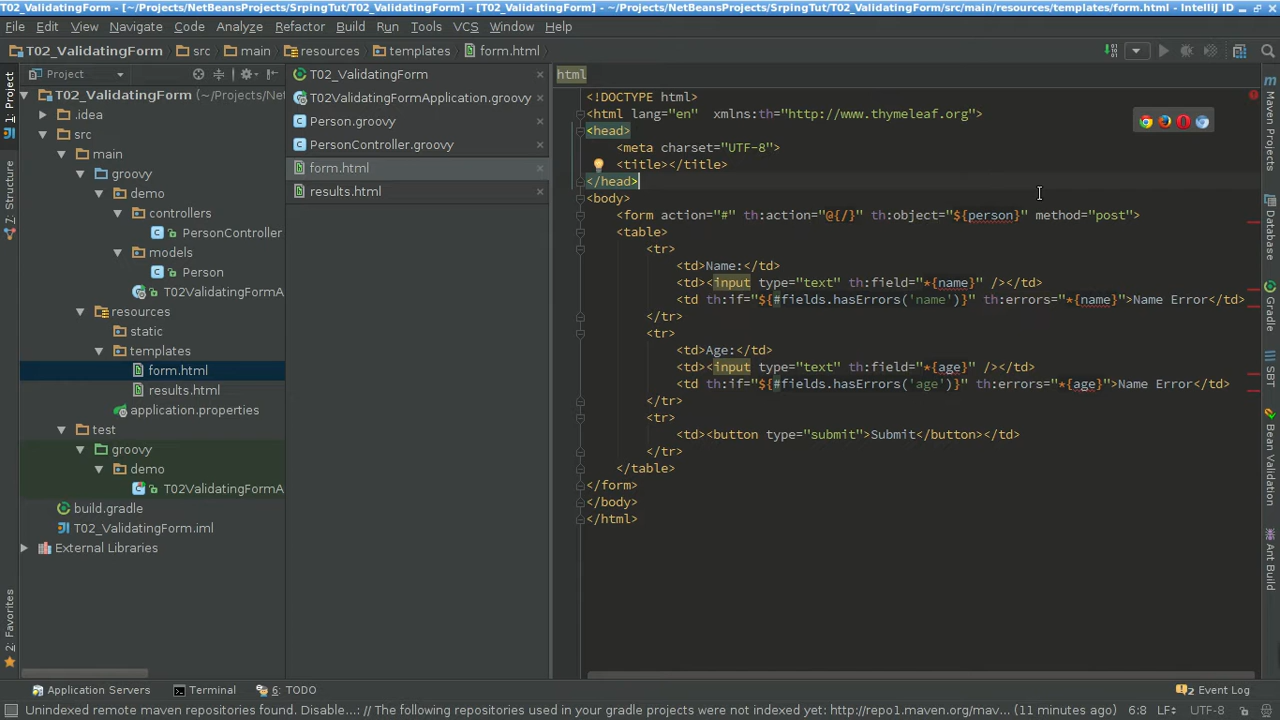 T02_ValidatingForm - [~/Projects/NetBeansProjects/SrpingTut/T02_ValidatingForm] - [T02_ValidatingForm] - ~/Projects/NetBeansProjects/SrpingTut/T02_ValidatingForm/src/main/resources/templates/form.html - IntelliJ ID
File Edit View Navigate Code Analyze Refactor Build Run Tools VCS Window Help
T02_ValidatingForm src main resources templates form.html
1: Project
7: Structure
2: Favorites
Project
T02_ValidatingForm (~/Projects/Net
.idea
src
main
groovy
demo
controllers
PersonController
models
Person
T02ValidatingFormA
resources
static
templates
form.html
results.html
application.properties
test
groovy
demo
T02ValidatingFormA
build.gradle
T02_ValidatingForm.iml
External Libraries
T02_ValidatingForm
T02ValidatingFormApplication.groovy
Person.groovy
PersonController.groovy
form.html
results.html
html
<!DOCTYPE html>
<html lang="en" xmlns:th="http://www.thymeleaf.org">
<head>
<meta charset="UTF-8">
<title></title>
</head>
<body>
<form action="#" th:action="@{/}" th:object="${person}" method="post">
<table>
<tr>
<td>Name:</td>
<td><input type="text" th:field="*{name}" /></td>
<td th:if="${#fields.hasErrors('name')}" th:errors="*{name}">Name Error</td>
</tr>
<tr>
<td>Age:</td>
<td><input type="text" th:field="*{age}" /></td>
<td th:if="${#fields.hasErrors('age')}" th:errors="*{age}">Name Error</td>
</tr>
<tr>
<td><button type="submit">Submit</button></td>
</tr>
</table>
</form>
</body>
</html>
Maven Projects
Database
Gradle
SBT
Bean Validation
Ant Build
Application Servers Terminal 6: TODO 2 Event Log
Unindexed remote maven repositories found. Disable...: // The following repositories used in your gradle projects were not indexed yet: http://repo1.maven.org/mav... (11 minutes ago) 6:8 LF UTF-8